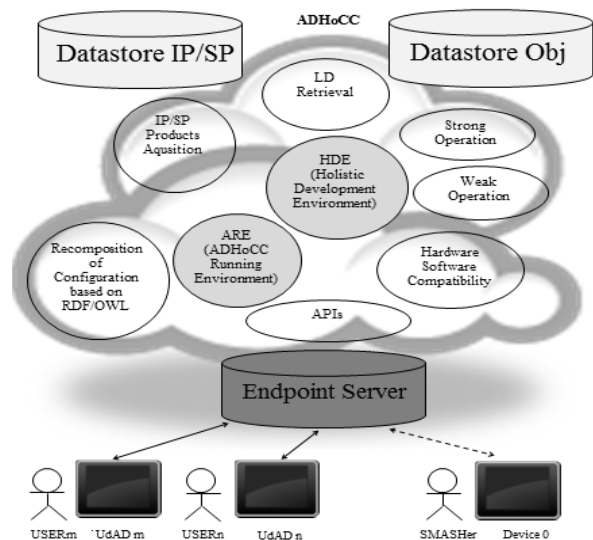 ADHoCC
Datastore IP/SP
Datastore Obj
LD
Retrieval
IP/SP
Products
Aqusition
Strong
Operation
HDE
(Holistic
Development
Environment)
Weak
Operation
ARE
(ADHoCC
Running
Environment)
Recomposition
of
Configuration
based on
RDF/OWL
Hardware
Software
Compatibility
APIs
Endpoint Server
USERm
`UdAD m
USERn
UdAD n
SMASHer
Device 0